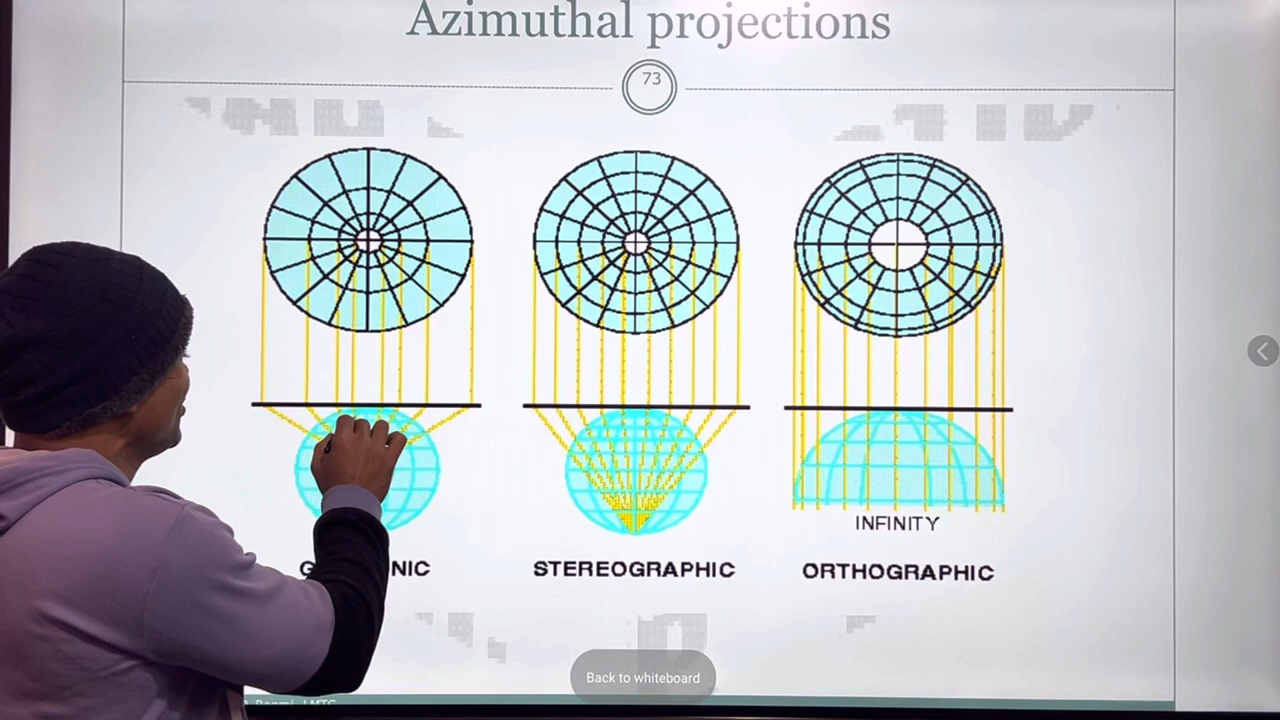 Azimuthal projections
73
INFINITY
STEREOGRAPHIC
ORTHOGRAPHIC
Back to whiteboard